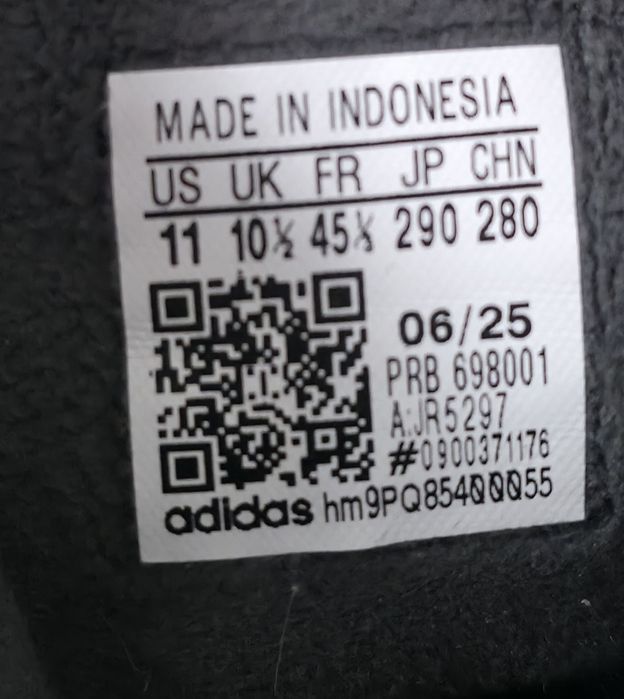 MADE IN INDONESIA
US UK FR JP CHN
11 10½ 45⅓ 290 280
06/25
PRB 698001
A:JR5297
#0900371176
adidas hm9PQ85400055